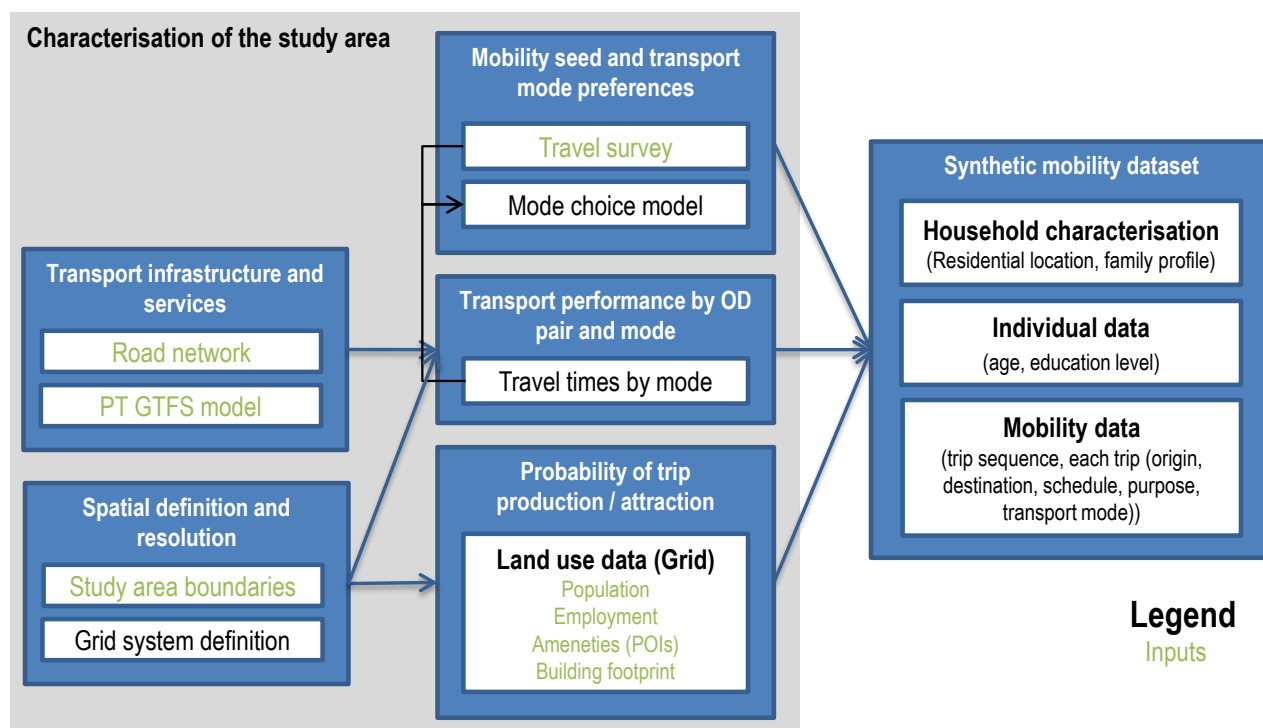 Characterisation of the study area
Mobility seed and transport
mode preferences
Travel survey
Mode choice model
Transport infrastructure and
services
Road network
PT GTFS model
Transport performance by OD
pair and mode
Travel times by mode
Spatial definition and
resolution
Study area boundaries
Grid system definition
Probability of trip
production / attraction
Land use data (Grid)
Population
Employment
Ameneties (POIs)
Building footprint
Synthetic mobility dataset
Household characterisation
(Residential location, family profile)
Individual data
(age, education level)
Mobility data
(trip sequence, each trip (origin,
destination, schedule, purpose,
transport mode))
Legend
Inputs